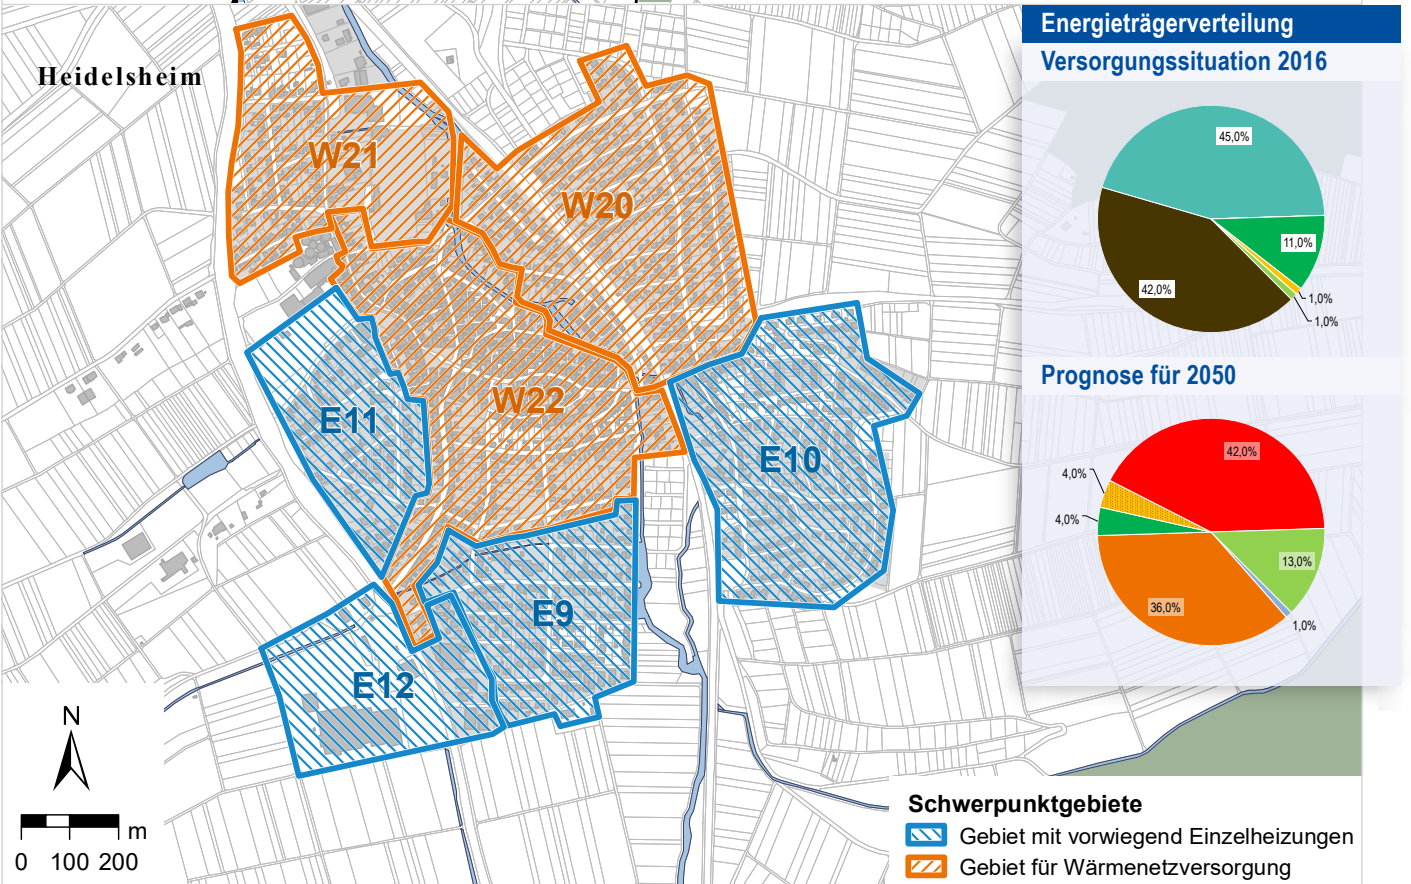 Heidelsheim
W21
W20
W22
E11
E10
E9
E12
N
m
0 100 200
Energieträgerverteilung
Versorgungssituation 2016
45,0%
11,0%
1,0%
1,0%
42,0%
Prognose für 2050
42,0%
4,0%
4,0%
13,0%
36,0%
1,0%
Schwerpunktgebiete
Gebiet mit vorwiegend Einzelheizungen
Gebiet für Wärmenetzversorgung